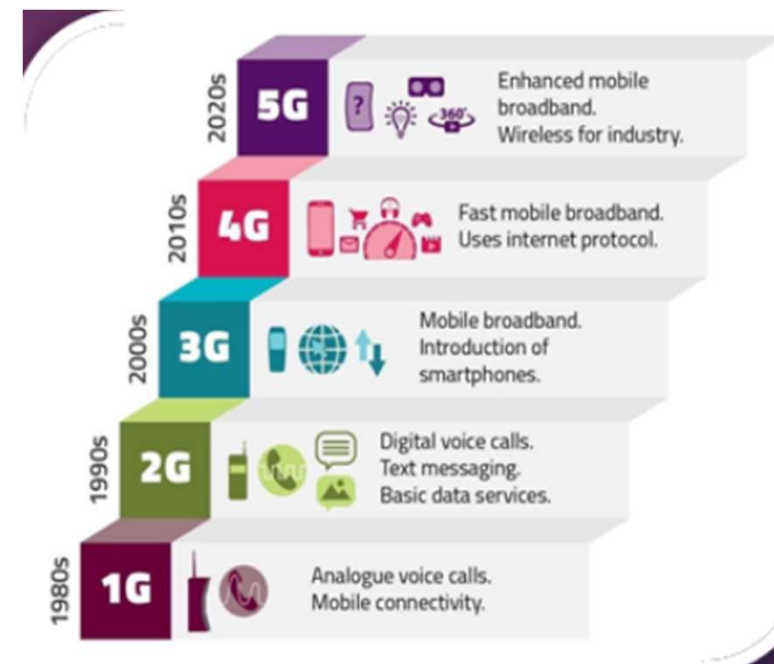 2020s
5G
?
360°
Enhanced mobile
broadband.
Wireless for industry.
2010s
4G
Fast mobile broadband.
Uses internet protocol.
2000s
3G
Mobile broadband.
Introduction of
smartphones.
1990s
2G
Digital voice calls.
Text messaging.
Basic data services.
1980s
1G
Analogue voice calls.
Mobile connectivity.